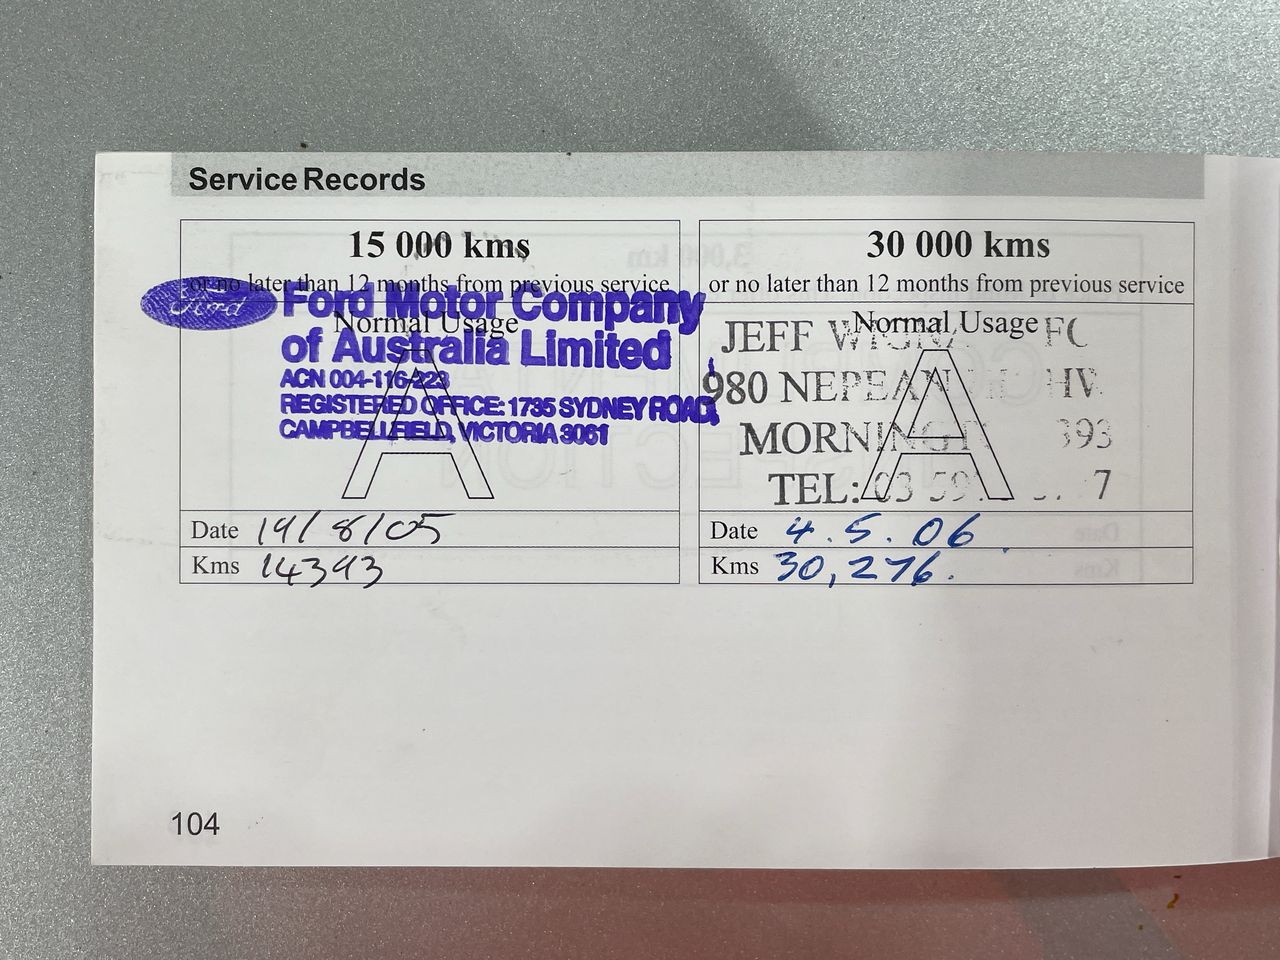 Service Records
15 000 kms
or no later than 12 months from previous service
Normal Usage
Ford
Ford Motor Company
of Australia Limited
ACN 004-116-223
REGISTERED OFFICE: 1735 SYDNEY ROAD,
CAMPBELLFIELD, VICTORIA 3061
A
Date 19/8/05
Kms 14393
30 000 kms
or no later than 12 months from previous service
Normal Usage
JEFF
980 NEPEAN
TEL: 03
A
Date 4.5.06
Kms 30,276.
104